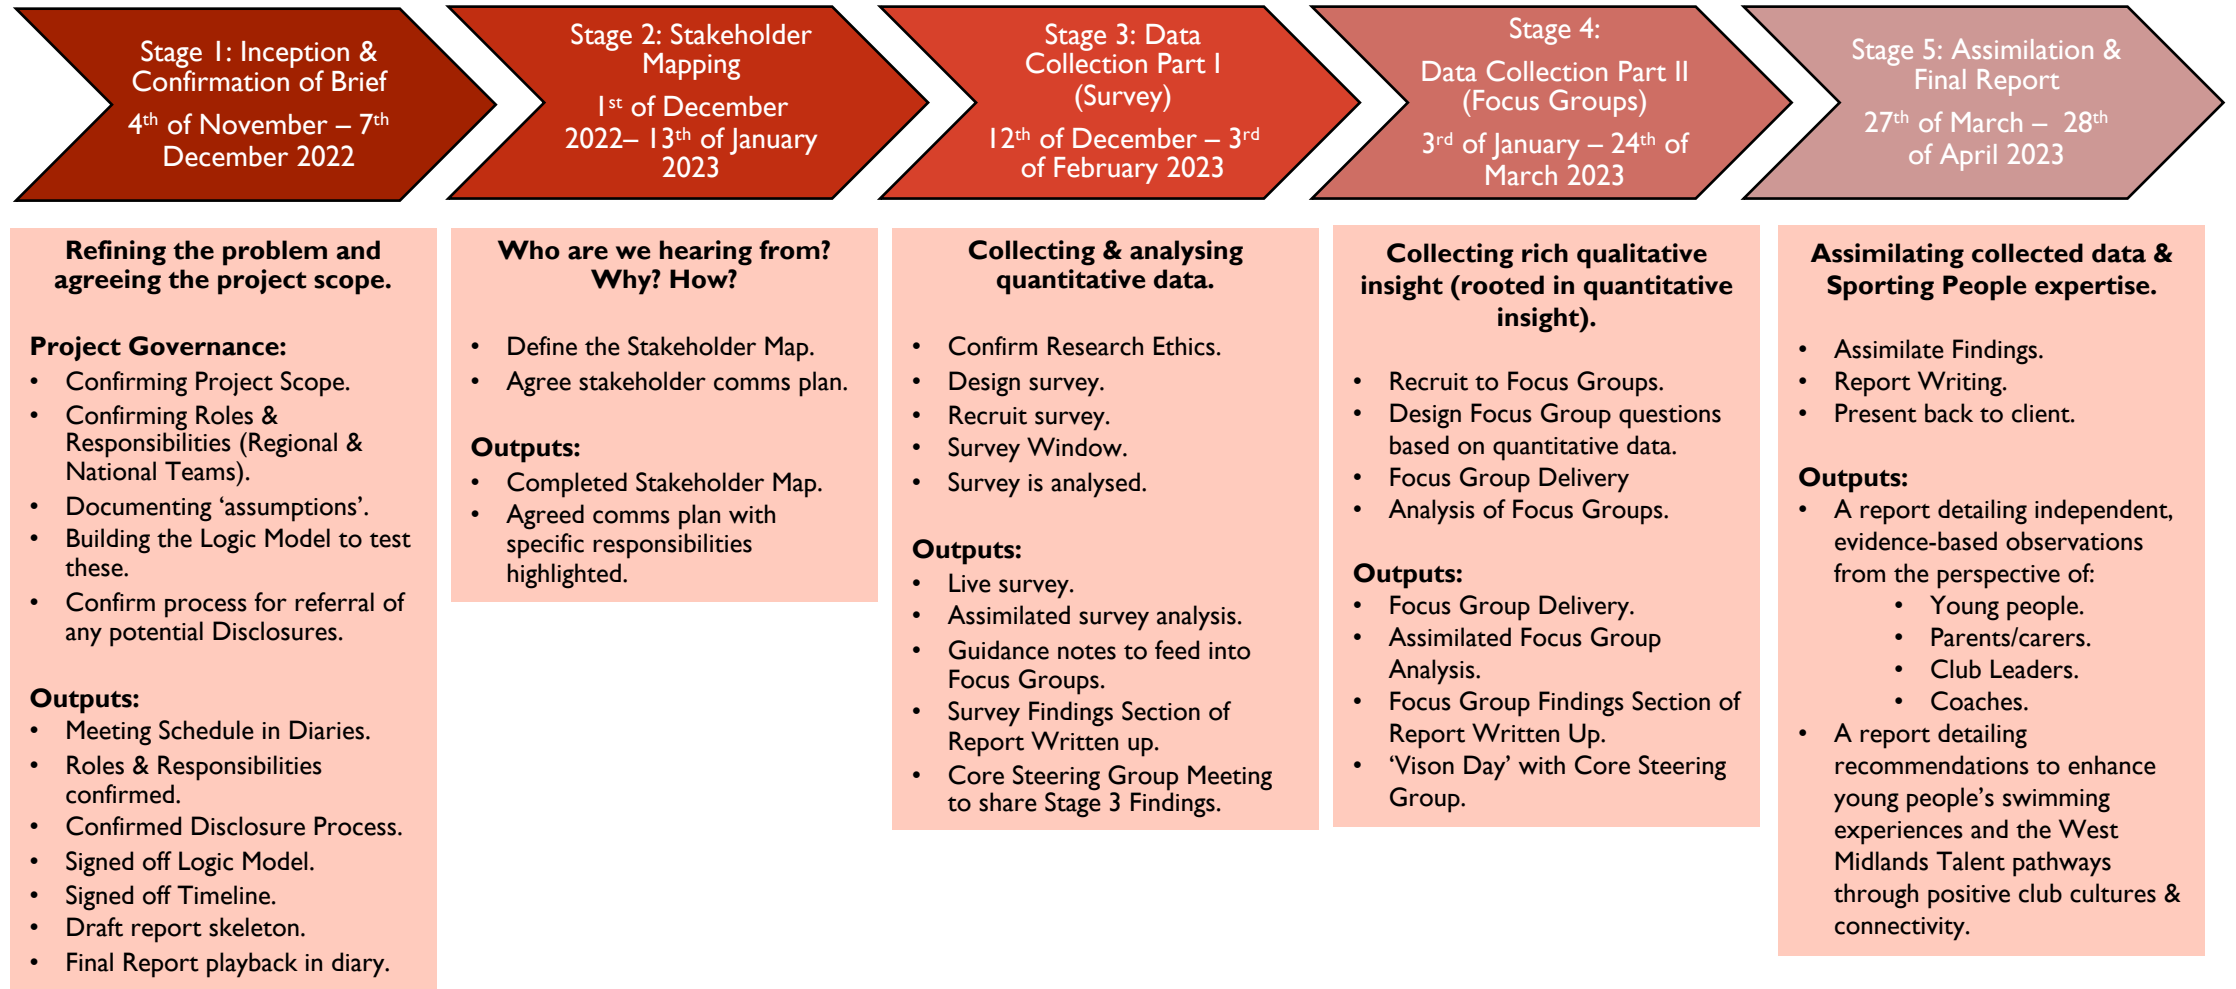 Stage 1: Inception &
Confirmation of Brief
4th of November – 7th
December 2022
Stage 2: Stakeholder
Mapping
1st of December
2022– 13th of January
2023
Stage 3: Data
Collection Part I
(Survey)
12th of December – 3rd
of February 2023
Stage 4:
Data Collection Part II
(Focus Groups)
3rd of January – 24th of
March 2023
Stage 5: Assimilation &
Final Report
27th of March –  28th
of April 2023
Refining the problem and
agreeing the project scope.
Project Governance:
• Confirming Project Scope.
• Confirming Roles &
Responsibilities (Regional &
National Teams).
• Documenting ‘assumptions’.
• Building the Logic Model to test
these.
• Confirm process for referral of
any potential Disclosures.
Outputs:
• Meeting Schedule in Diaries.
• Roles & Responsibilities
confirmed.
• Confirmed Disclosure Process.
• Signed off Logic Model.
• Signed off Timeline.
• Draft report skeleton.
• Final Report playback in diary.
Who are we hearing from?
Why? How?
• Define the Stakeholder Map.
• Agree stakeholder comms plan.
Outputs:
• Completed Stakeholder Map.
• Agreed comms plan with
specific responsibilities
highlighted.
Collecting & analysing
quantitative data.
• Confirm Research Ethics.
• Design survey.
• Recruit survey.
• Survey Window.
• Survey is analysed.
Outputs:
• Live survey.
• Assimilated survey analysis.
• Guidance notes to feed into
Focus Groups.
• Survey Findings Section of
Report Written up.
• Core Steering Group Meeting
to share Stage 3 Findings.
Collecting rich qualitative
insight (rooted in quantitative
insight).
• Recruit to Focus Groups.
• Design Focus Group questions
based on quantitative data.
• Focus Group Delivery
• Analysis of Focus Groups.
Outputs:
• Focus Group Delivery.
• Assimilated Focus Group
Analysis.
• Focus Group Findings Section of
Report Written Up.
• ‘Vison Day’ with Core Steering
Group.
Assimilating collected data &
Sporting People expertise.
• Assimilate Findings.
• Report Writing.
• Present back to client.
Outputs:
• A report detailing independent,
evidence-based observations
from the perspective of:
• Young people.
• Parents/carers.
• Club Leaders.
• Coaches.
• A report detailing
recommendations to enhance
young people’s swimming
experiences and the West
Midlands Talent pathways
through positive club cultures &
connectivity.